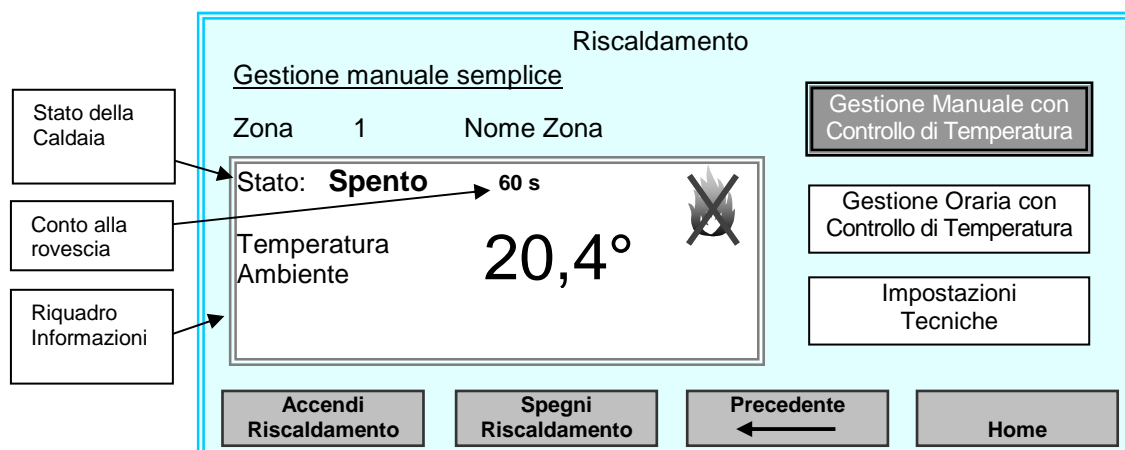 Riscaldamento
Gestione manuale semplice
Stato della
Caldaia
Zona 1 Nome Zona
Gestione Manuale con
Controllo di Temperatura
Stato: Spento 60 s
Conto alla
rovescia
Gestione Oraria con
Controllo di Temperatura
Temperatura
Ambiente
20,4°
Riquadro
Informazioni
Impostazioni
Tecniche
Accendi
Riscaldamento
Spegni
Riscaldamento
Precedente
Home